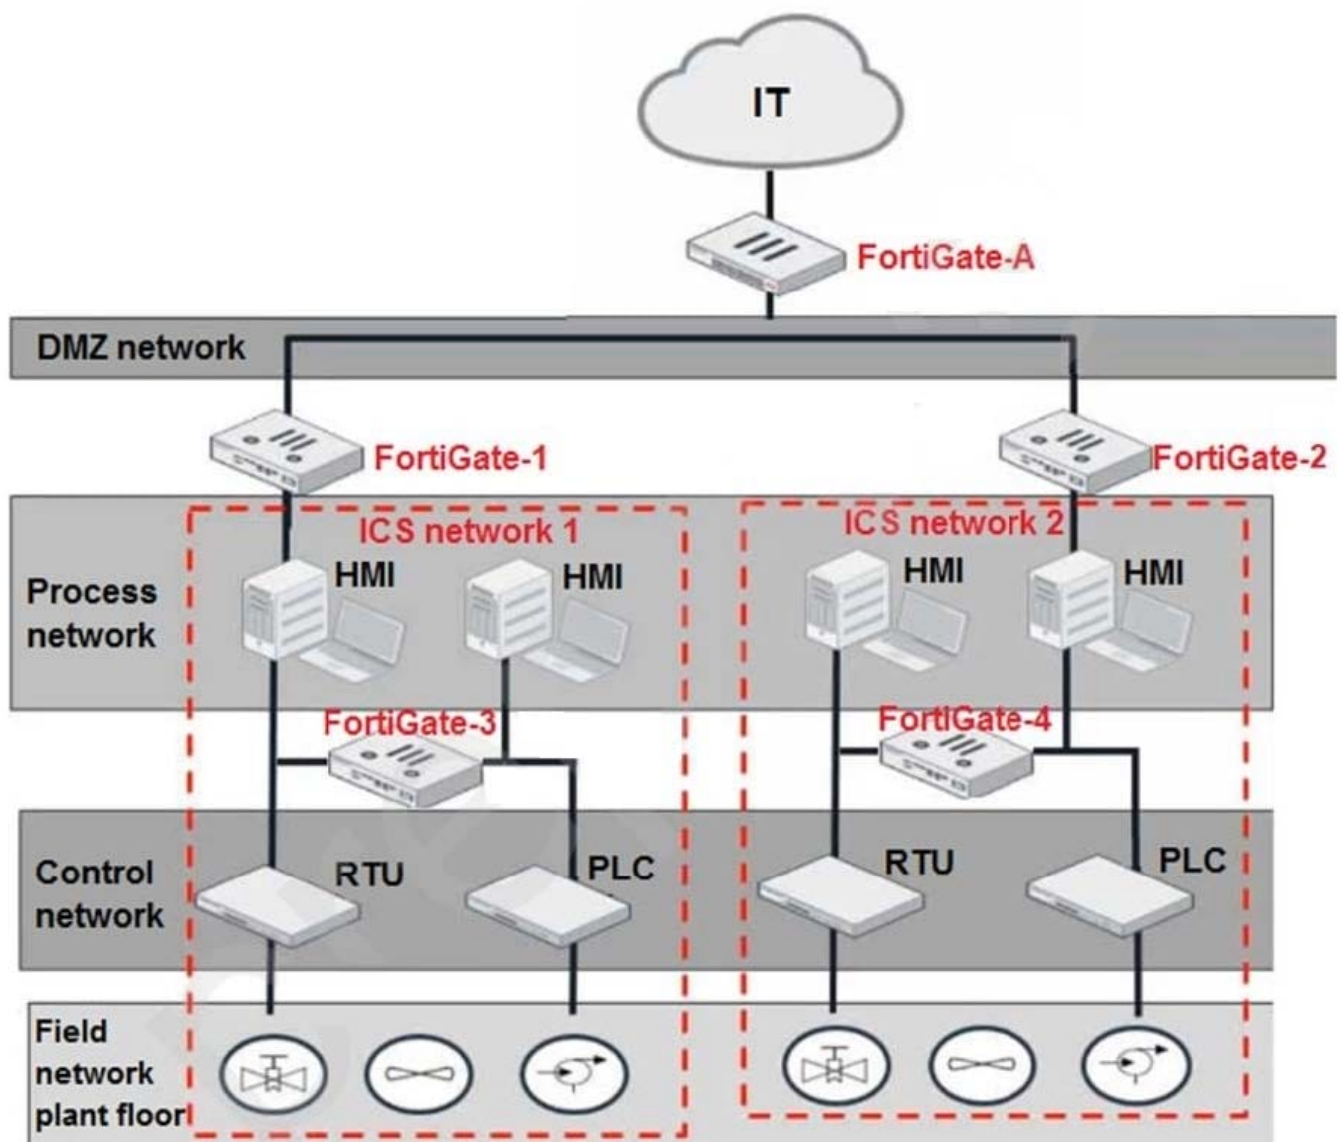 IT
FortiGate-A
DMZ network
FortiGate-1
FortiGate-2
ICS network 1
ICS network 2
HMI
HMI
HMI
HMI
Process
network
FortiGate-3
FortiGate-4
Control
network
RTU
PLC
RTU
PLC
Field
network
plant floor